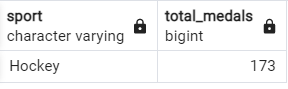 sport total_medals
character varying bigint
Hockey 173